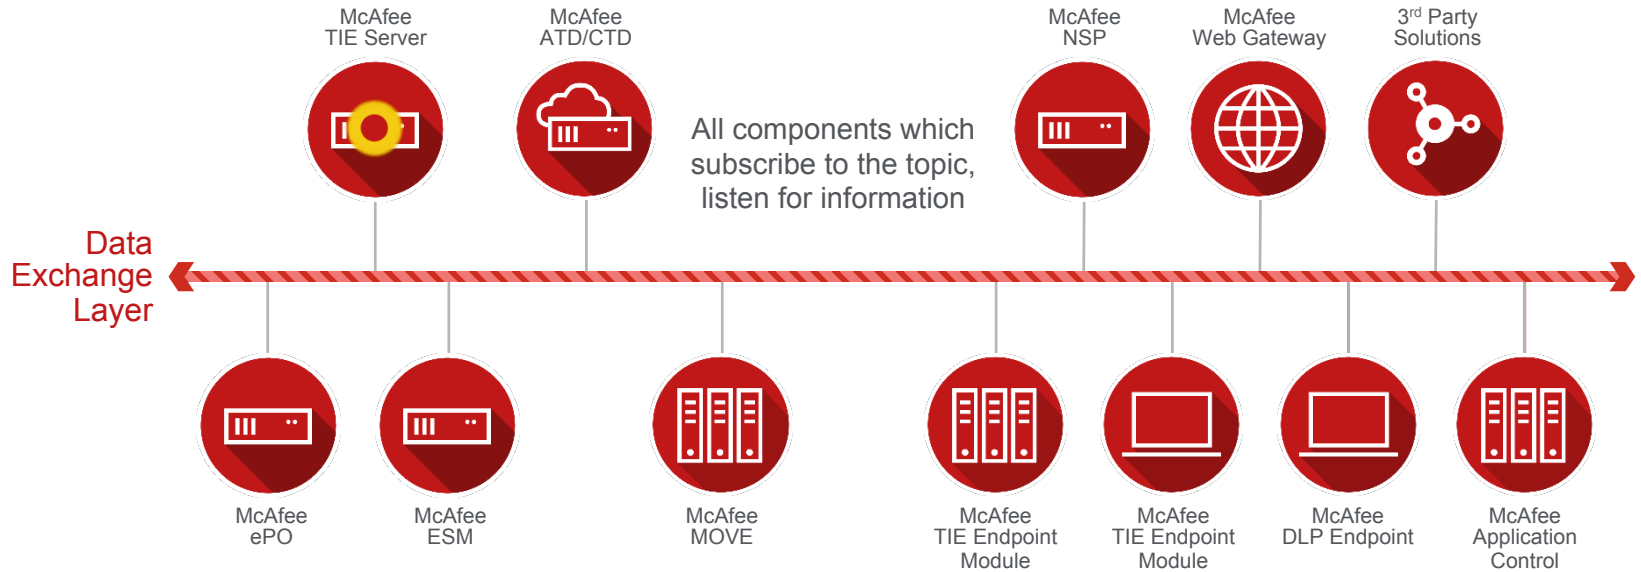 McAfee
TIE Server
McAfee
ATD/CTD
McAfee
NSP
McAfee
Web Gateway
3rd Party
Solutions
All components which
subscribe to the topic,
listen for information
Data
Exchange
Layer
McAfee
ePO
McAfee
ESM
McAfee
MOVE
McAfee
TIE Endpoint
Module
McAfee
TIE Endpoint
Module
McAfee
DLP Endpoint
McAfee
Application
Control